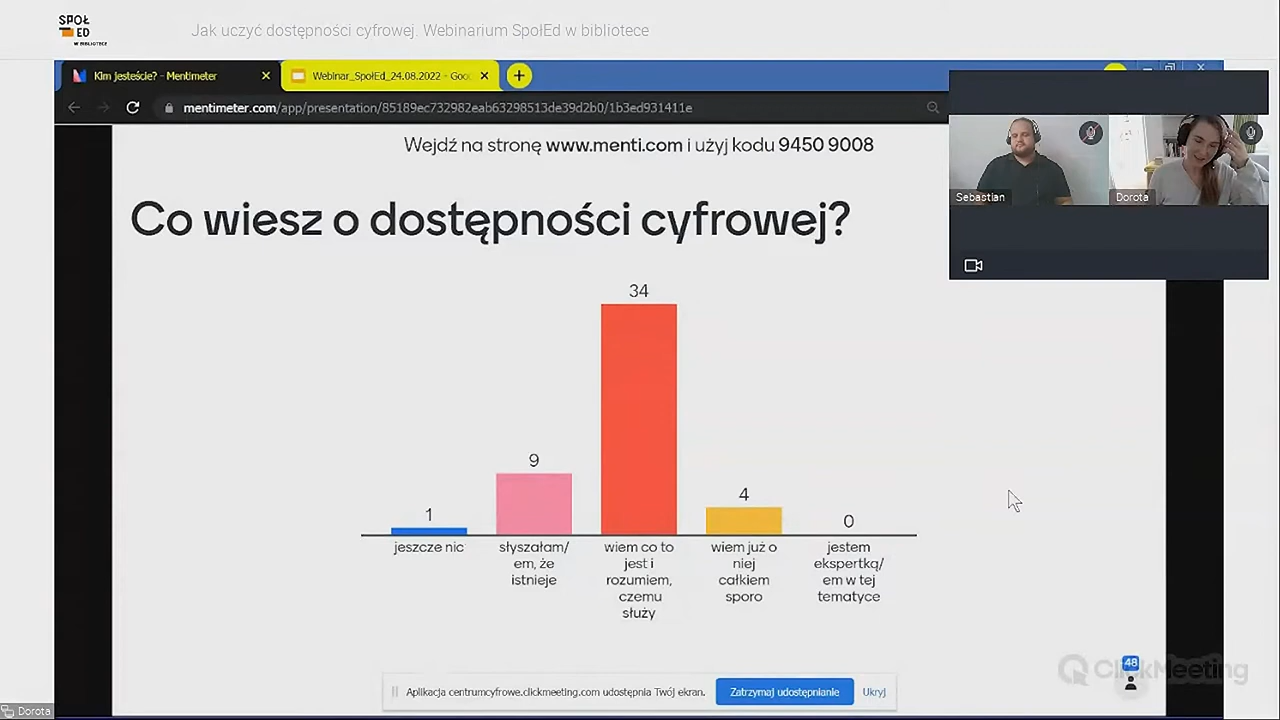 SPOŁ
ED
W BIBLIOTECE
Jak uczyć dostępności cyfrowej. Webinarium SpołEd w bibliotece
Kim jesteście? - Mentimeter
Webinar_SpołEd_24.08.2022 - Goo
mentimeter.com/app/presentation/85189ec732982eab63298513de39d2b0/1b3ed931411e
Wejdź na stronę www.menti.com i użyj kodu 9450 9008
Sebastian
Dorota
Co wiesz o dostępności cyfrowej?
1
9
34
4
0
jeszcze nic
słyszałam/
em, że
istnieje
wiem co to
jest i
rozumiem,
czemu
służy
wiem już o
niej
całkiem
sporo
jestem
ekspertką/
em w tej
tematyce
48
ClickMeeting
Aplikacja centrumcyfrowe.clickmeeting.com udostępnia Twój ekran.
Zatrzymaj udostępnianie
Ukryj
Dorota